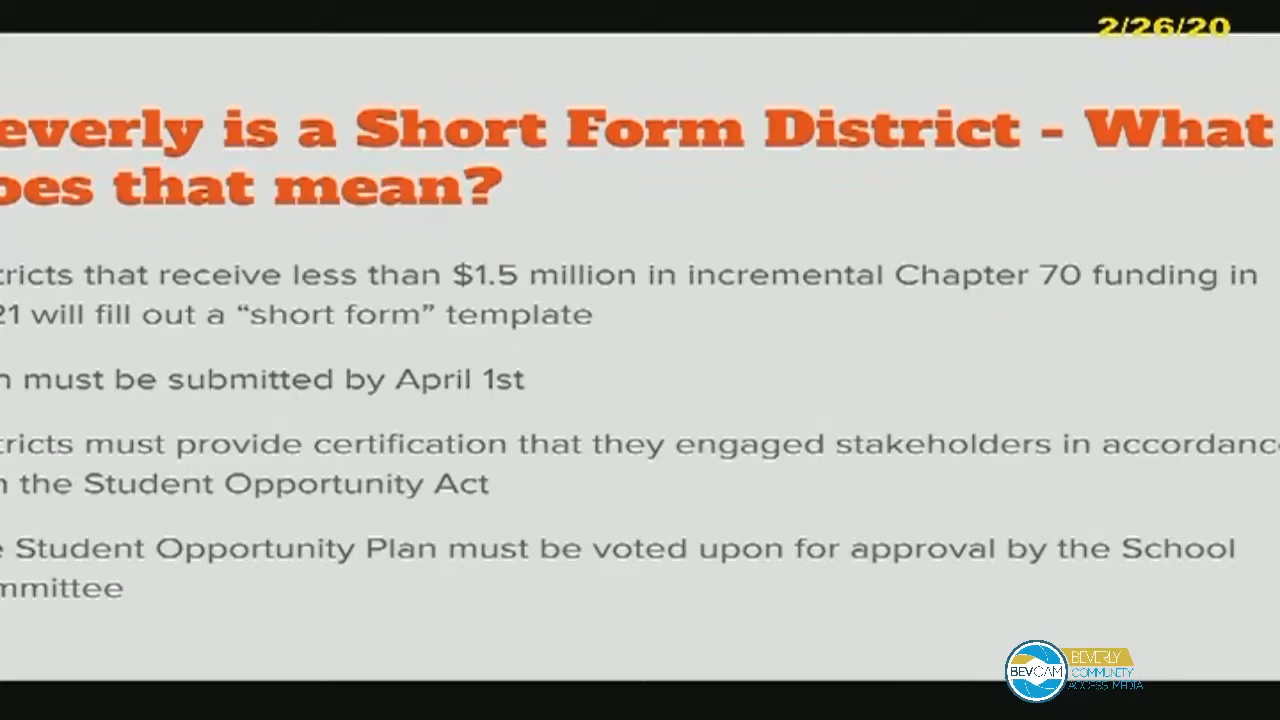 2/26/20
everly is a Short Form District - What
oes that mean?
tricts that receive less than $1.5 million in incremental Chapter 70 funding in
21 will fill out a “short form” template
n must be submitted by April 1st
tricts must provide certification that they engaged stakeholders in accordance
n the Student Opportunity Act
e Student Opportunity Plan must be voted upon for approval by the School
mmittee
BEVCAM
BEVERLY
COMMUNITY
ACCESS MEDIA